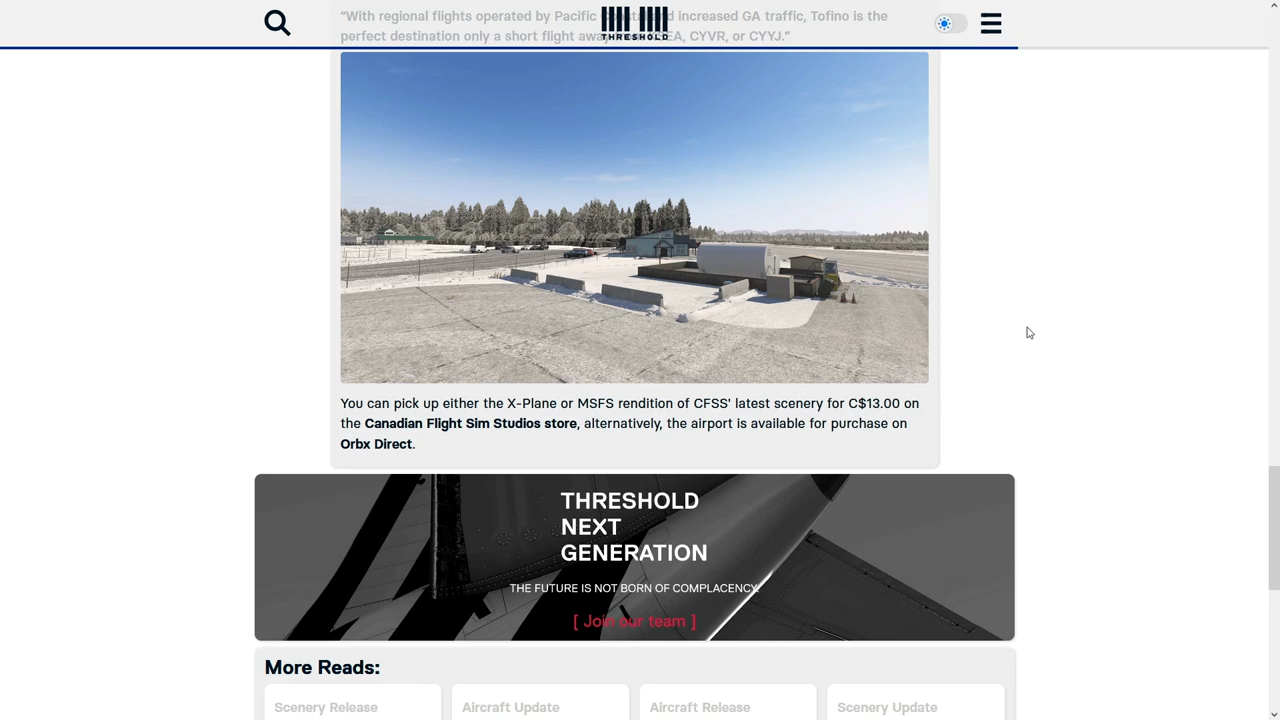 “With regional flights operated by Pacific Coastal and increased GA traffic, Tofino is the
perfect destination only a short flight away KSEA, CYVR, or CYYJ.”
THRESHOLD
You can pick up either the X-Plane or MSFS rendition of CFSS' latest scenery for C$13.00 on
the Canadian Flight Sim Studios store, alternatively, the airport is available for purchase on
Orbx Direct.
THRESHOLD
NEXT
GENERATION
THE FUTURE IS NOT BORN OF COMPLACENCY.
[ Join our team ]
More Reads:
Scenery Release
Aircraft Update
Aircraft Release
Scenery Update